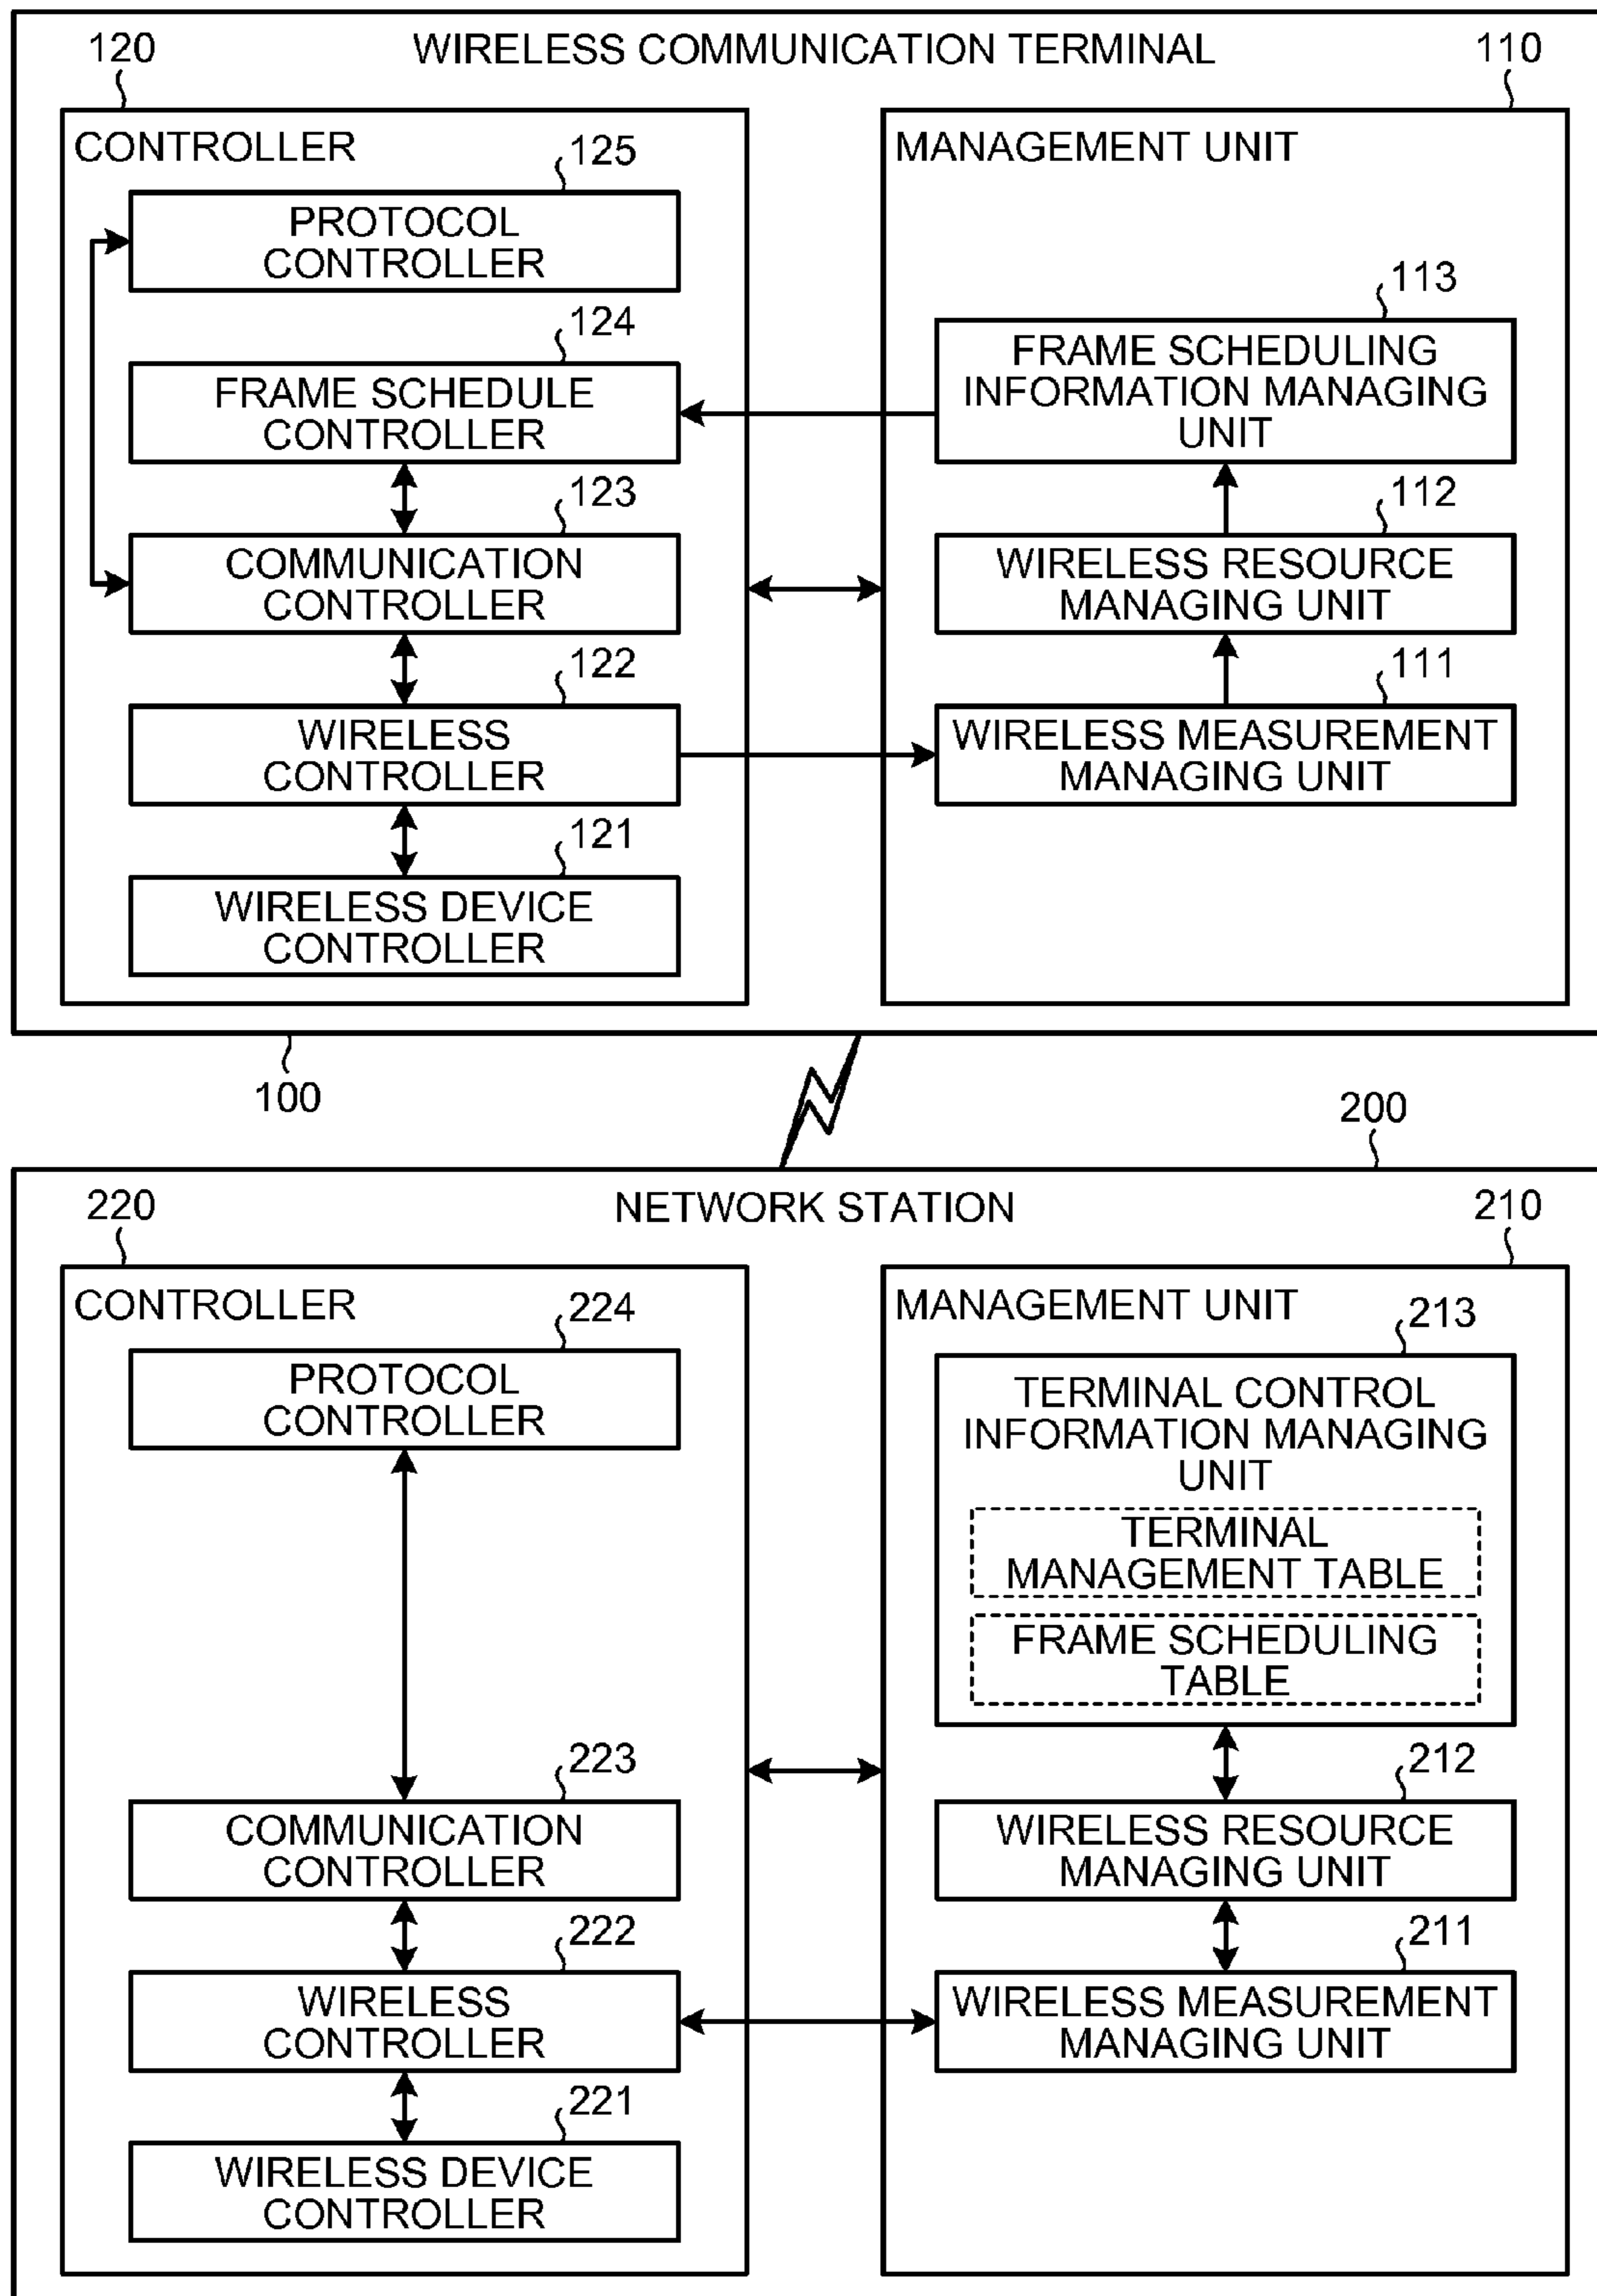 120
WIRELESS COMMUNICATION TERMINAL
110
CONTROLLER
125
PROTOCOL
CONTROLLER
124
FRAME SCHEDULE
CONTROLLER
123
COMMUNICATION
CONTROLLER
122
WIRELESS
CONTROLLER
121
WIRELESS DEVICE
CONTROLLER
MANAGEMENT UNIT
113
FRAME SCHEDULING
INFORMATION MANAGING
UNIT
112
WIRELESS RESOURCE
MANAGING UNIT
111
WIRELESS MEASUREMENT
MANAGING UNIT
100
200
220
NETWORK STATION
210
CONTROLLER
224
PROTOCOL
CONTROLLER
223
COMMUNICATION
CONTROLLER
222
WIRELESS
CONTROLLER
221
WIRELESS DEVICE
CONTROLLER
MANAGEMENT UNIT
213
TERMINAL CONTROL
INFORMATION MANAGING
UNIT
TERMINAL
MANAGEMENT TABLE
FRAME SCHEDULING
TABLE
212
WIRELESS RESOURCE
MANAGING UNIT
211
WIRELESS MEASUREMENT
MANAGING UNIT